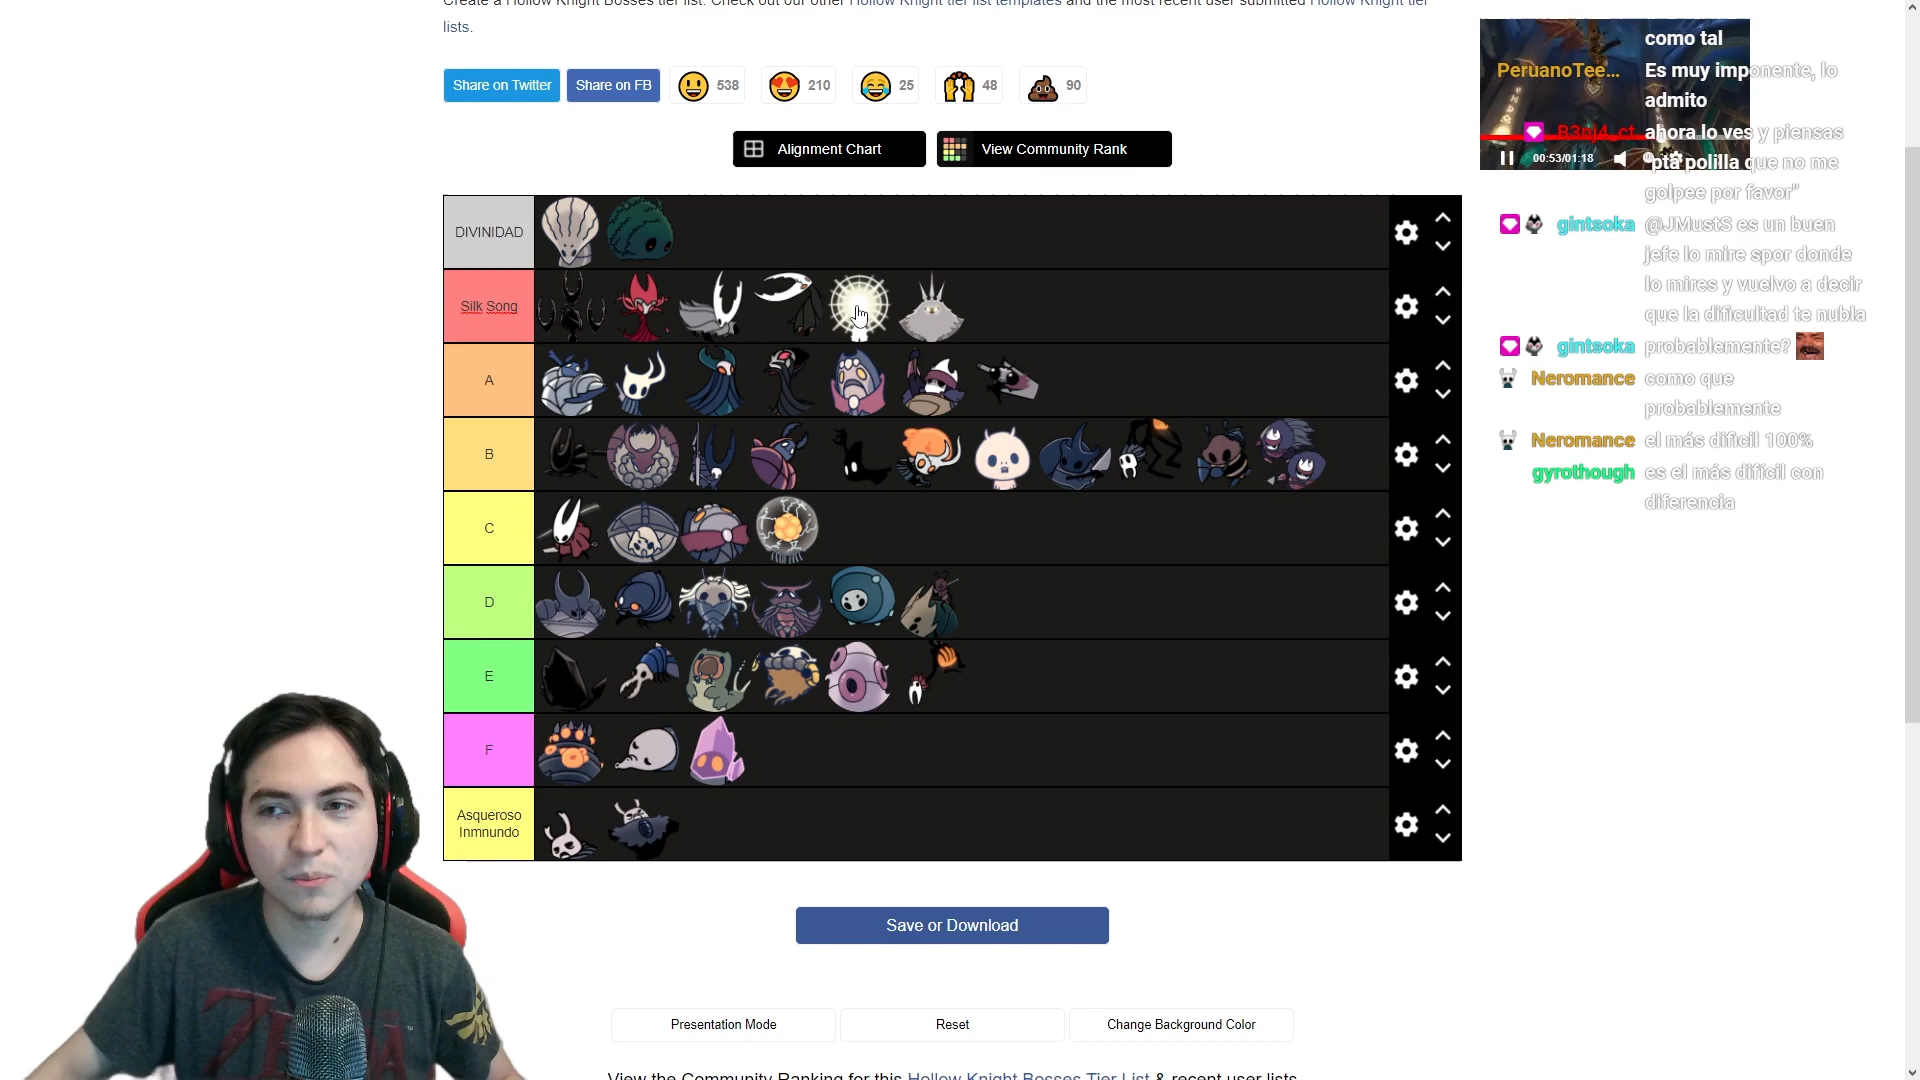 Create a Hollow Knight Bosses tier list. Check out our other Hollow Knight tier list templates and the most recent user submitted Hollow Knight tier
lists.
Share on Twitter
Share on FB
538
210
25
48
90
Alignment Chart
View Community Rank
DIVINIDAD
Silk Song
A
B
C
D
E
F
Asqueroso
Inmnundo
Save or Download
Presentation Mode
Reset
Change Background Color
View the Community Ranking for this Hollow Knight Bosses Tier List & recent user lists
como tal
PeruanoTee... Es muy imponente, lo
admito
B3nj4_ct ahora lo ves y piensas
"pta polilla que no me
golpee por favor"
00:53/01:18
gintsoka @JMustS es un buen
jefe lo mire spor donde
lo mires y vuelvo a decir
que la dificultad te nubla
gintsoka probablemente?
Neromance como que
probablemente
Neromance el más dificil 100%
gyrothough es el más difícil con
diferencia
ZE